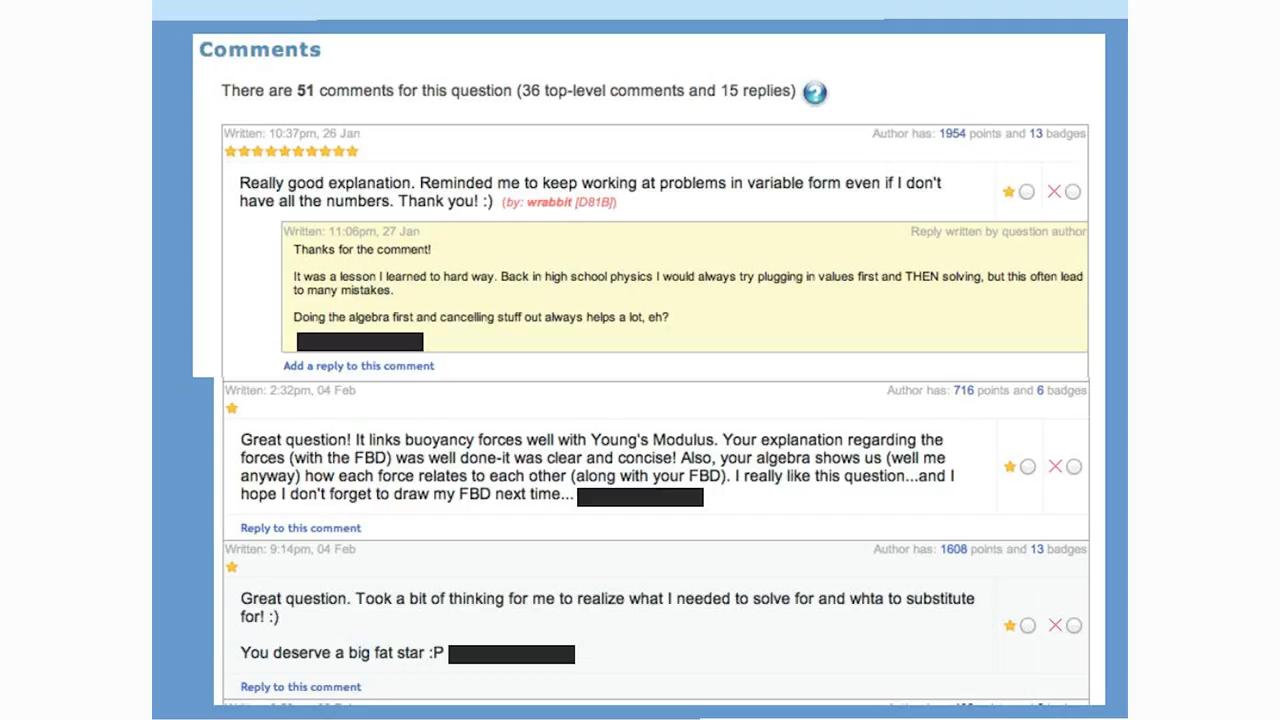 Comments
There are 51 comments for this question (36 top-level comments and 15 replies)
Written: 10:37pm, 26 Jan
Author has: 1954 points and 13 badges
Really good explanation. Reminded me to keep working at problems in variable form even if I don't
have all the numbers. Thank you! :) (by: wrabbit [D81B])
Written: 11:06pm, 27 Jan
Reply written by question author
Thanks for the comment!
It was a lesson I learned to hard way. Back in high school physics I would always try plugging in values first and THEN solving, but this often lead
to many mistakes.
Doing the algebra first and cancelling stuff out always helps a lot, eh?
Add a reply to this comment
Written: 2:32pm, 04 Feb
Author has: 716 points and 6 badges
Great question! It links buoyancy forces well with Young's Modulus. Your explanation regarding the
forces (with the FBD) was well done-it was clear and concise! Also, your algebra shows us (well me
anyway) how each force relates to each other (along with your FBD). I really like this question...and I
hope I don't forget to draw my FBD next time...
Reply to this comment
Written: 9:14pm, 04 Feb
Author has: 1608 points and 13 badges
Great question. Took a bit of thinking for me to realize what I needed to solve for and whta to substitute
for! :)
You deserve a big fat star :P
Reply to this comment